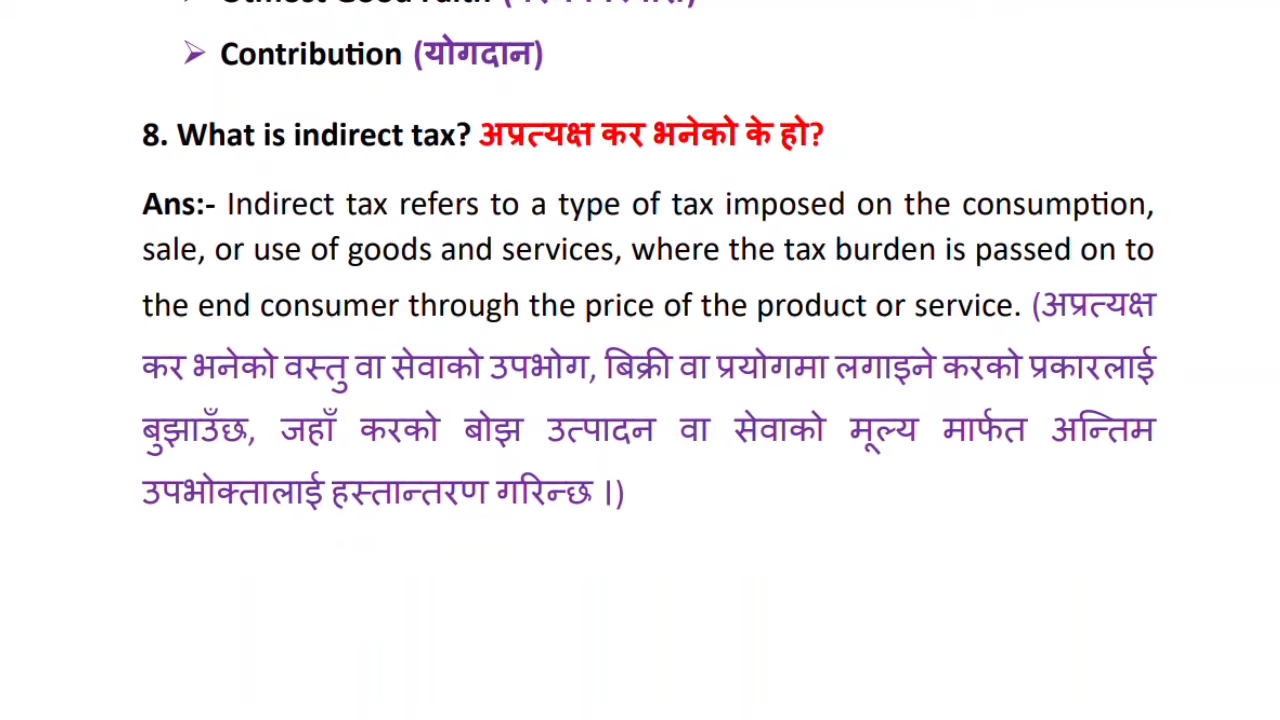 Utmost Good Faith
➢ Contribution (योगदान)
8. What is indirect tax? अप्रत्यक्ष कर भनेको के हो?
Ans:- Indirect tax refers to a type of tax imposed on the consumption,
sale, or use of goods and services, where the tax burden is passed on to
the end consumer through the price of the product or service. (अप्रत्यक्ष
कर भनेको वस्तु वा सेवाको उपभोग, बिक्री वा प्रयोगमा लगाइने करको प्रकारलाई
बुझाउँछ, जहाँ करको बोझ उत्पादन वा सेवाको मूल्य मार्फत अन्तिम
उपभोक्तालाई हस्तान्तरण गरिन्छ ।)